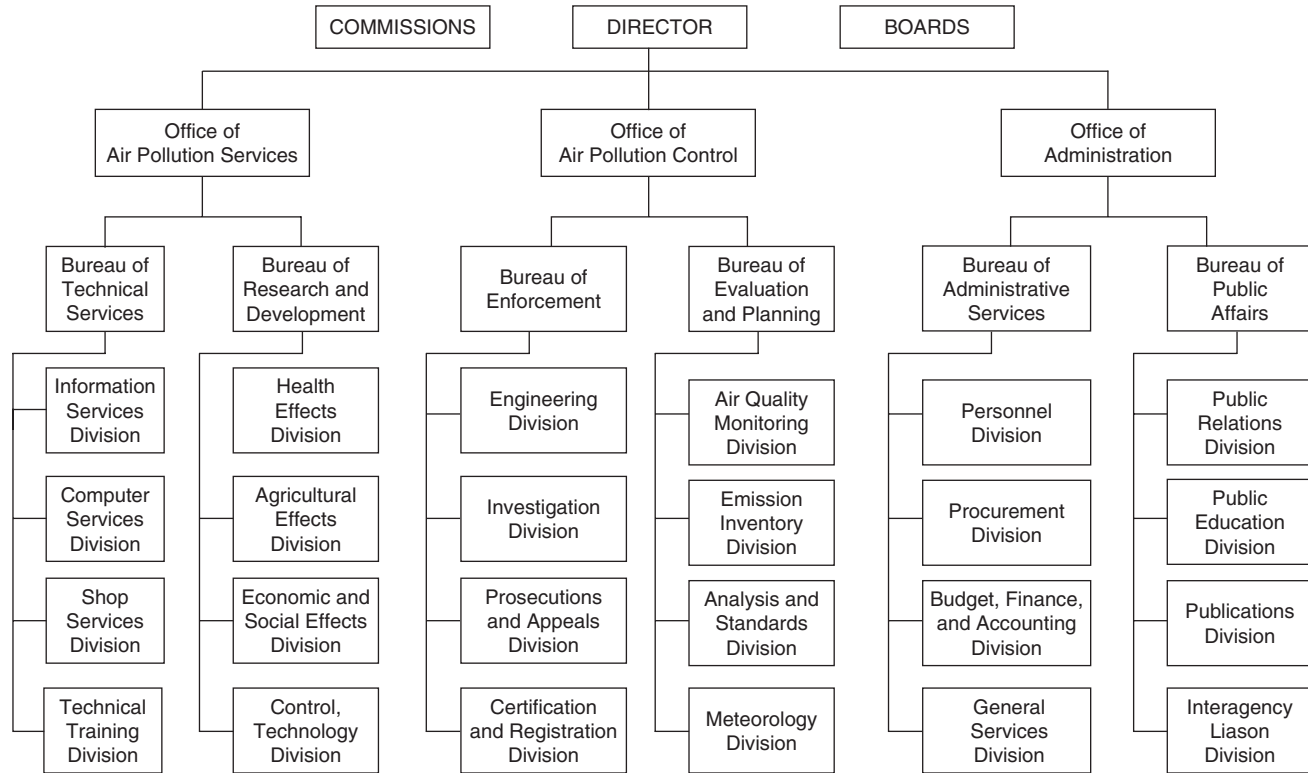 COMMISSIONS
DIRECTOR
BOARDS
Office of
Air Pollution Services
Office of
Air Pollution Control
Office of
Administration
Bureau of
Technical
Services
Bureau of
Research and
Development
Bureau of
Enforcement
Bureau of
Evaluation
and Planning
Bureau of
Administrative
Services
Bureau of
Public
Affairs
Information
Services
Division
Health
Effects
Division
Engineering
Division
Air Quality
Monitoring
Division
Personnel
Division
Public
Relations
Division
Computer
Services
Division
Agricultural
Effects
Division
Investigation
Division
Emission
Inventory
Division
Procurement
Division
Public
Education
Division
Shop
Services
Division
Economic and
Social Effects
Division
Prosecutions
and Appeals
Division
Analysis and
Standards
Division
Budget, Finance,
and Accounting
Division
Publications
Division
Technical
Training
Division
Control,
Technology
Division
Certification
and Registration
Division
Meteorology
Division
General
Services
Division
Interagency
Liason
Division